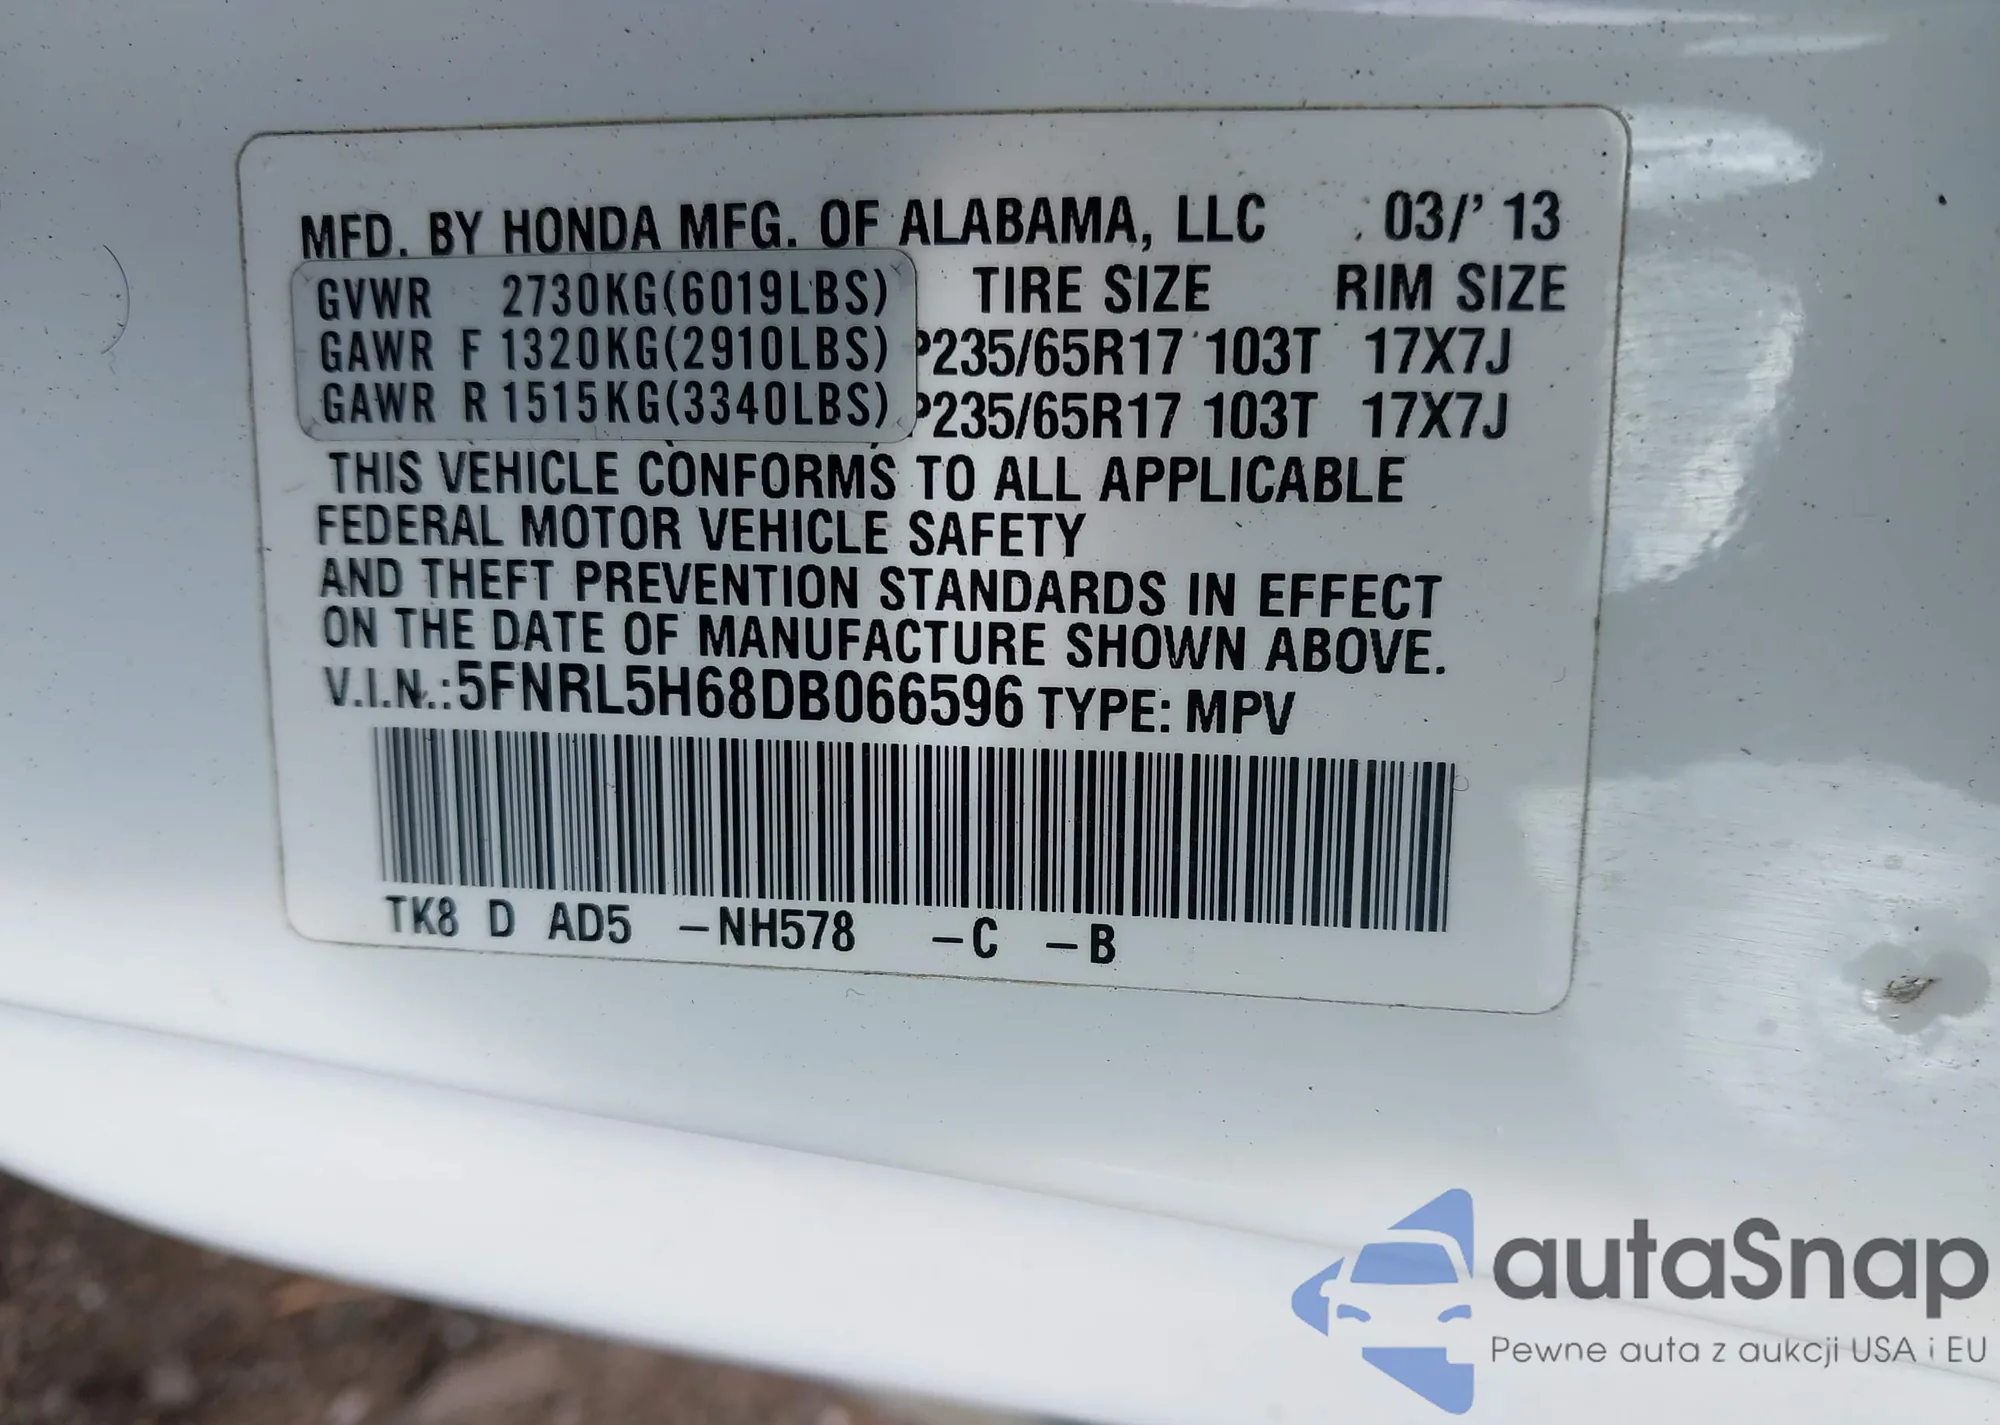 MFD. BY HONDA MFG. OF ALABAMA, LLC 03/' 13
GVWR 2730KG(6019LBS) TIRE SIZE RIM SIZE
GAWR F 1320KG(2910LBS) P235/65R17 103T 17X7J
GAWR R 1515KG(3340LBS) P235/65R17 103T 17X7J
THIS VEHICLE CONFORMS TO ALL APPLICABLE
FEDERAL MOTOR VEHICLE SAFETY
AND THEFT PREVENTION STANDARDS IN EFFECT
ON THE DATE OF MANUFACTURE SHOWN ABOVE.
V.I.N.:5FNRL5H68DB066596 TYPE: MPV
TK8 D AD5 -NH578 -C -B
autaSnap
Pewne auta z aukcji USA i EU